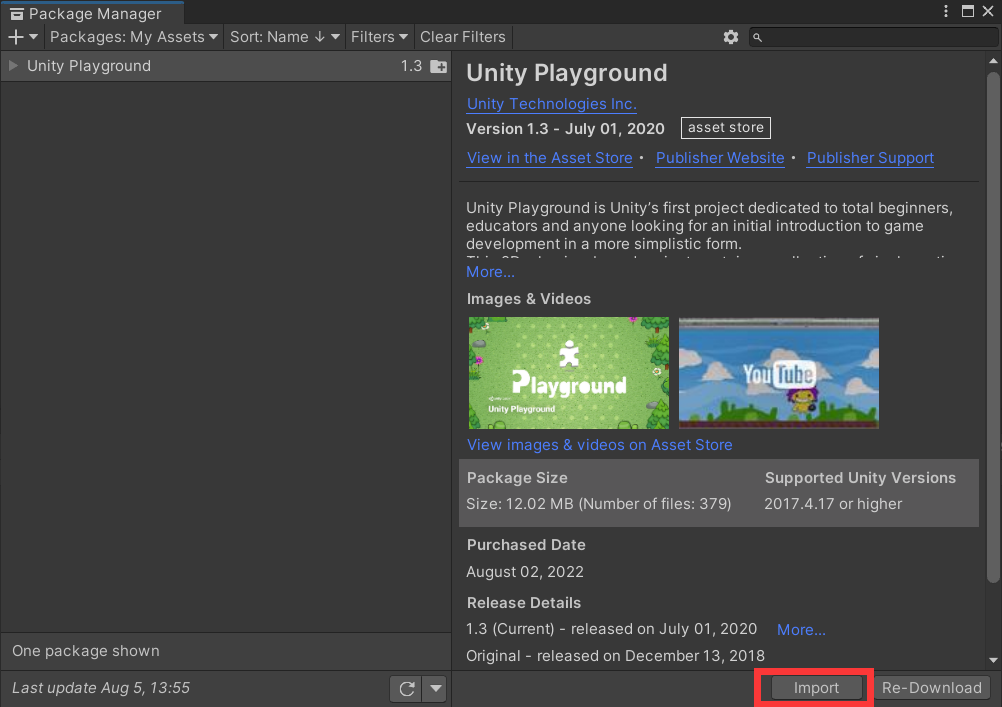 Package Manager
Packages: My Assets Sort: Name ↓ Filters Clear Filters
Unity Playground 1.3
One package shown
Last update Aug 5, 13:55
Unity Playground
Unity Technologies Inc.
Version 1.3 - July 01, 2020 asset store
View in the Asset Store • Publisher Website • Publisher Support
Unity Playground is Unity's first project dedicated to total beginners,
educators and anyone looking for an initial introduction to game
development in a more simplistic form.
More...
Images & Videos
Playground
Unity Playground
YouTube
View images & videos on Asset Store
Package Size Supported Unity Versions
Size: 12.02 MB (Number of files: 379) 2017.4.17 or higher
Purchased Date
August 02, 2022
Release Details
1.3 (Current) - released on July 01, 2020 More...
Original - released on December 13, 2018
Import Re-Download